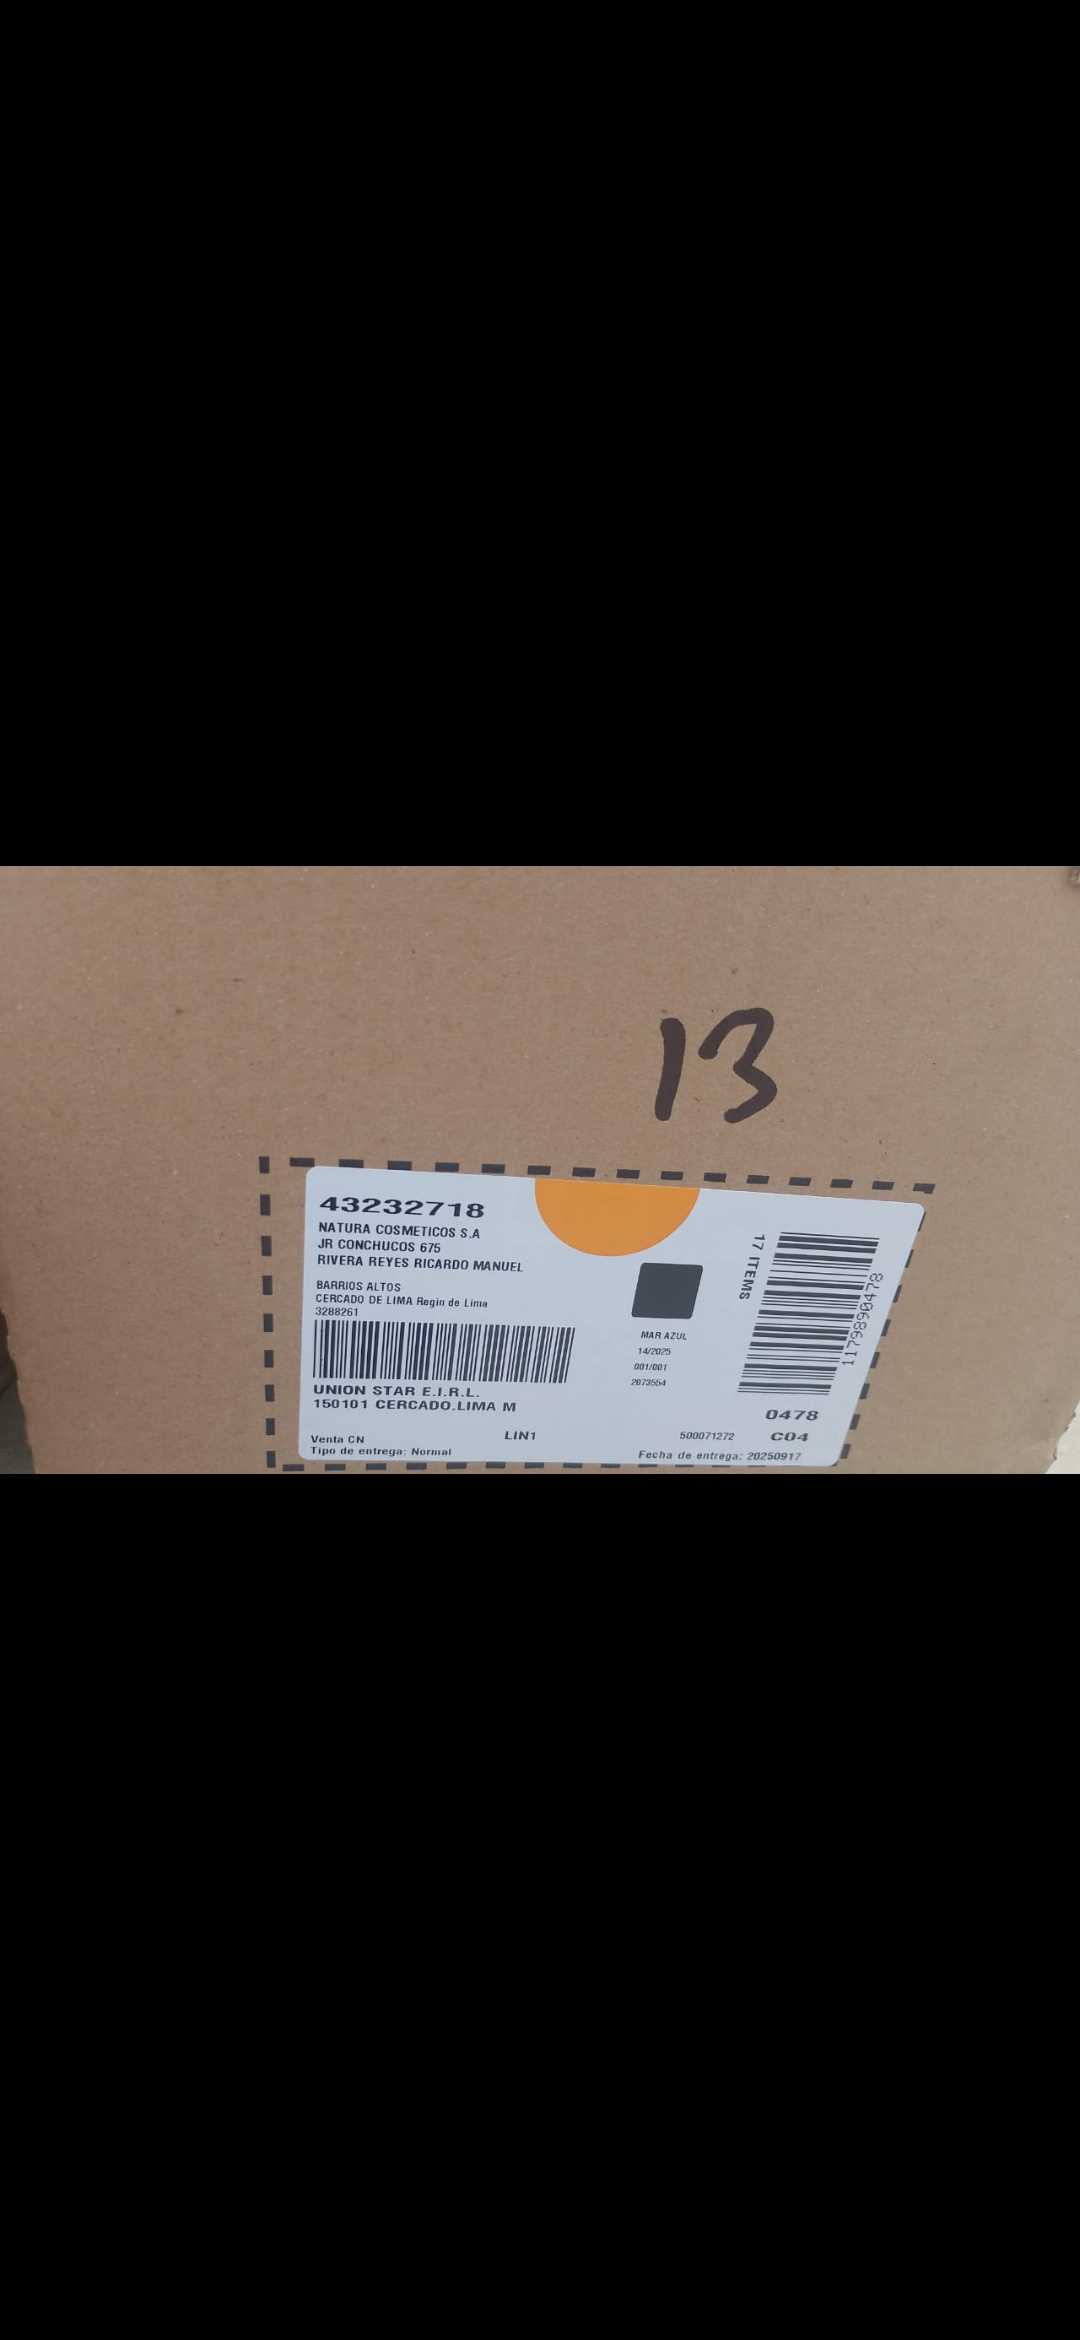 13
43232718
NATURA COSMETICOS S.A
JR CONCHUCOS 675
RIVERA REYES RICARDO MANUEL
BARRIOS ALTOS
CERCADO DE LIMA Regin de Lima
3288261
UNION STAR E.I.R.L.
150101 CERCADO.LIMA M
Venta CN
Tipo de entrega: Normal
LIN1
MAR AZUL
14/2025
001/001
2073554
17 ITEMS
1179890478
0478
500071272
C04
Fecha de entrega: 20250917